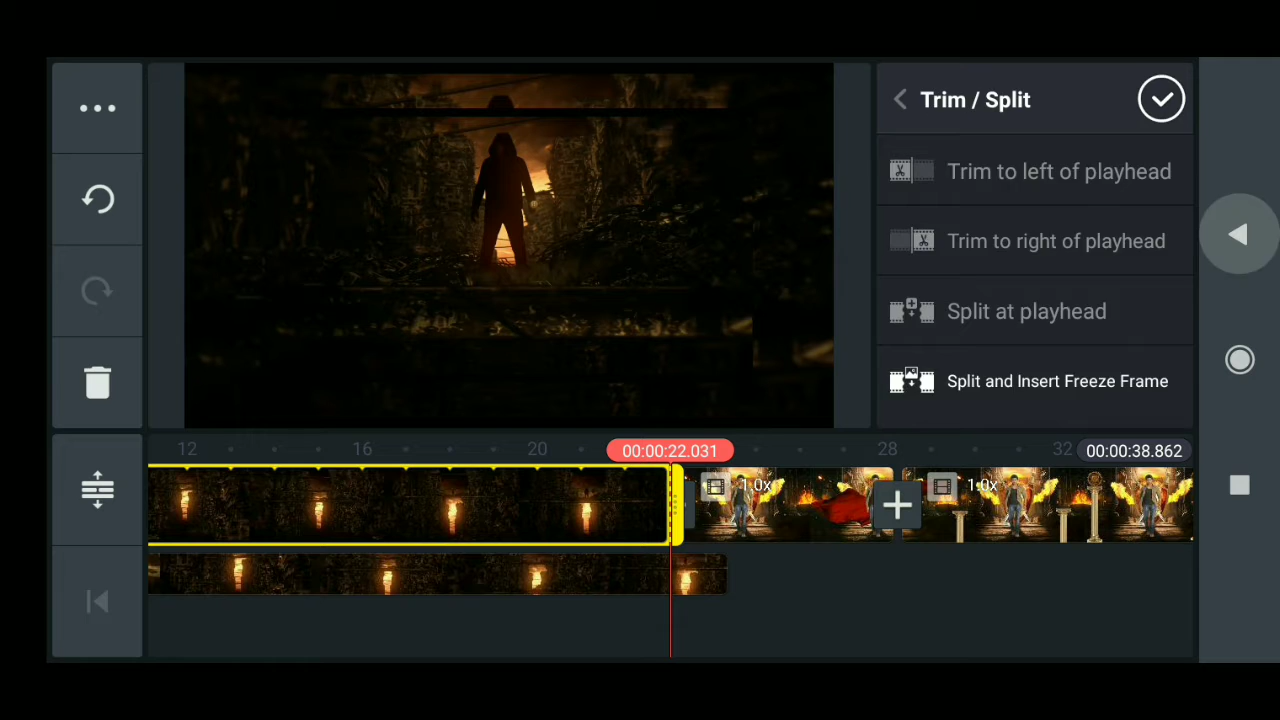 Trim / Split
Trim to left of playhead
Trim to right of playhead
Split at playhead
Split and Insert Freeze Frame
12 16 20 00:00:22.031 28 32 00:00:38.862
1.0x 1.0x